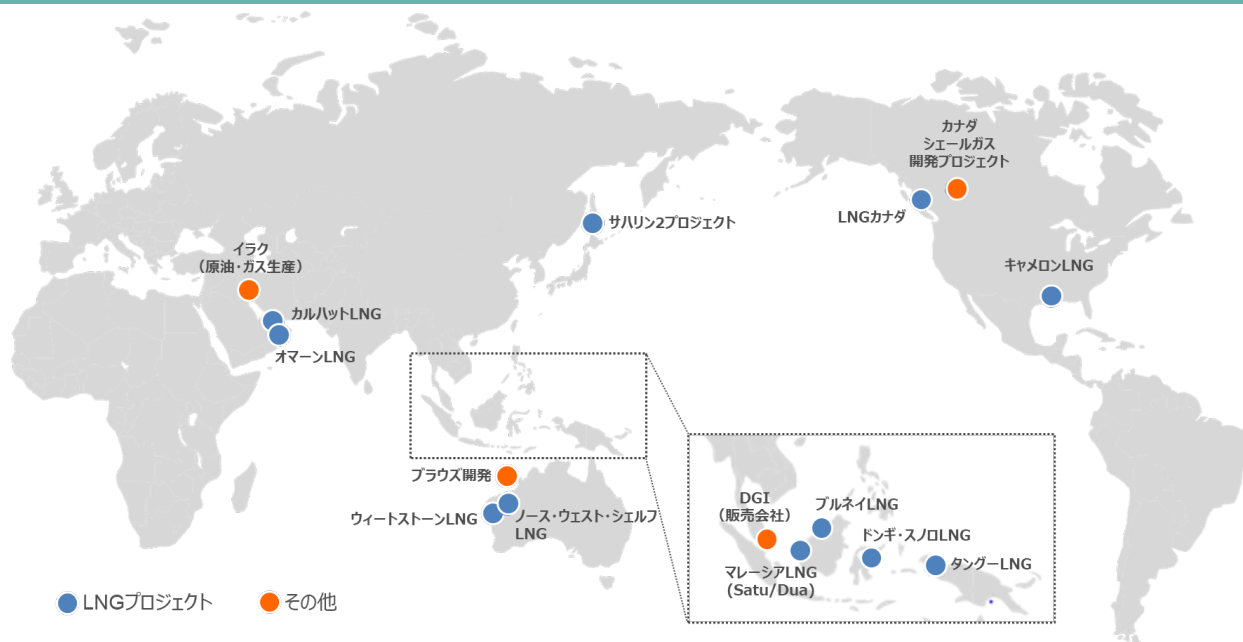 カナダ
シェールガス
開発プロジェクト
LNGカナダ
サハリン2プロジェクト
キャメロンLNG
イラク
（原油・ガス生産）
カルハットLNG
オマーンLNG
ブラウズ開発
ウィートストーンLNG
ノース・ウェスト・シェルフ
LNG
DGI
（販売会社）
ブルネイLNG
ドンギ・スノロLNG
タングーLNG
マレーシアLNG
(Satu/Dua)
LNGプロジェクト
その他